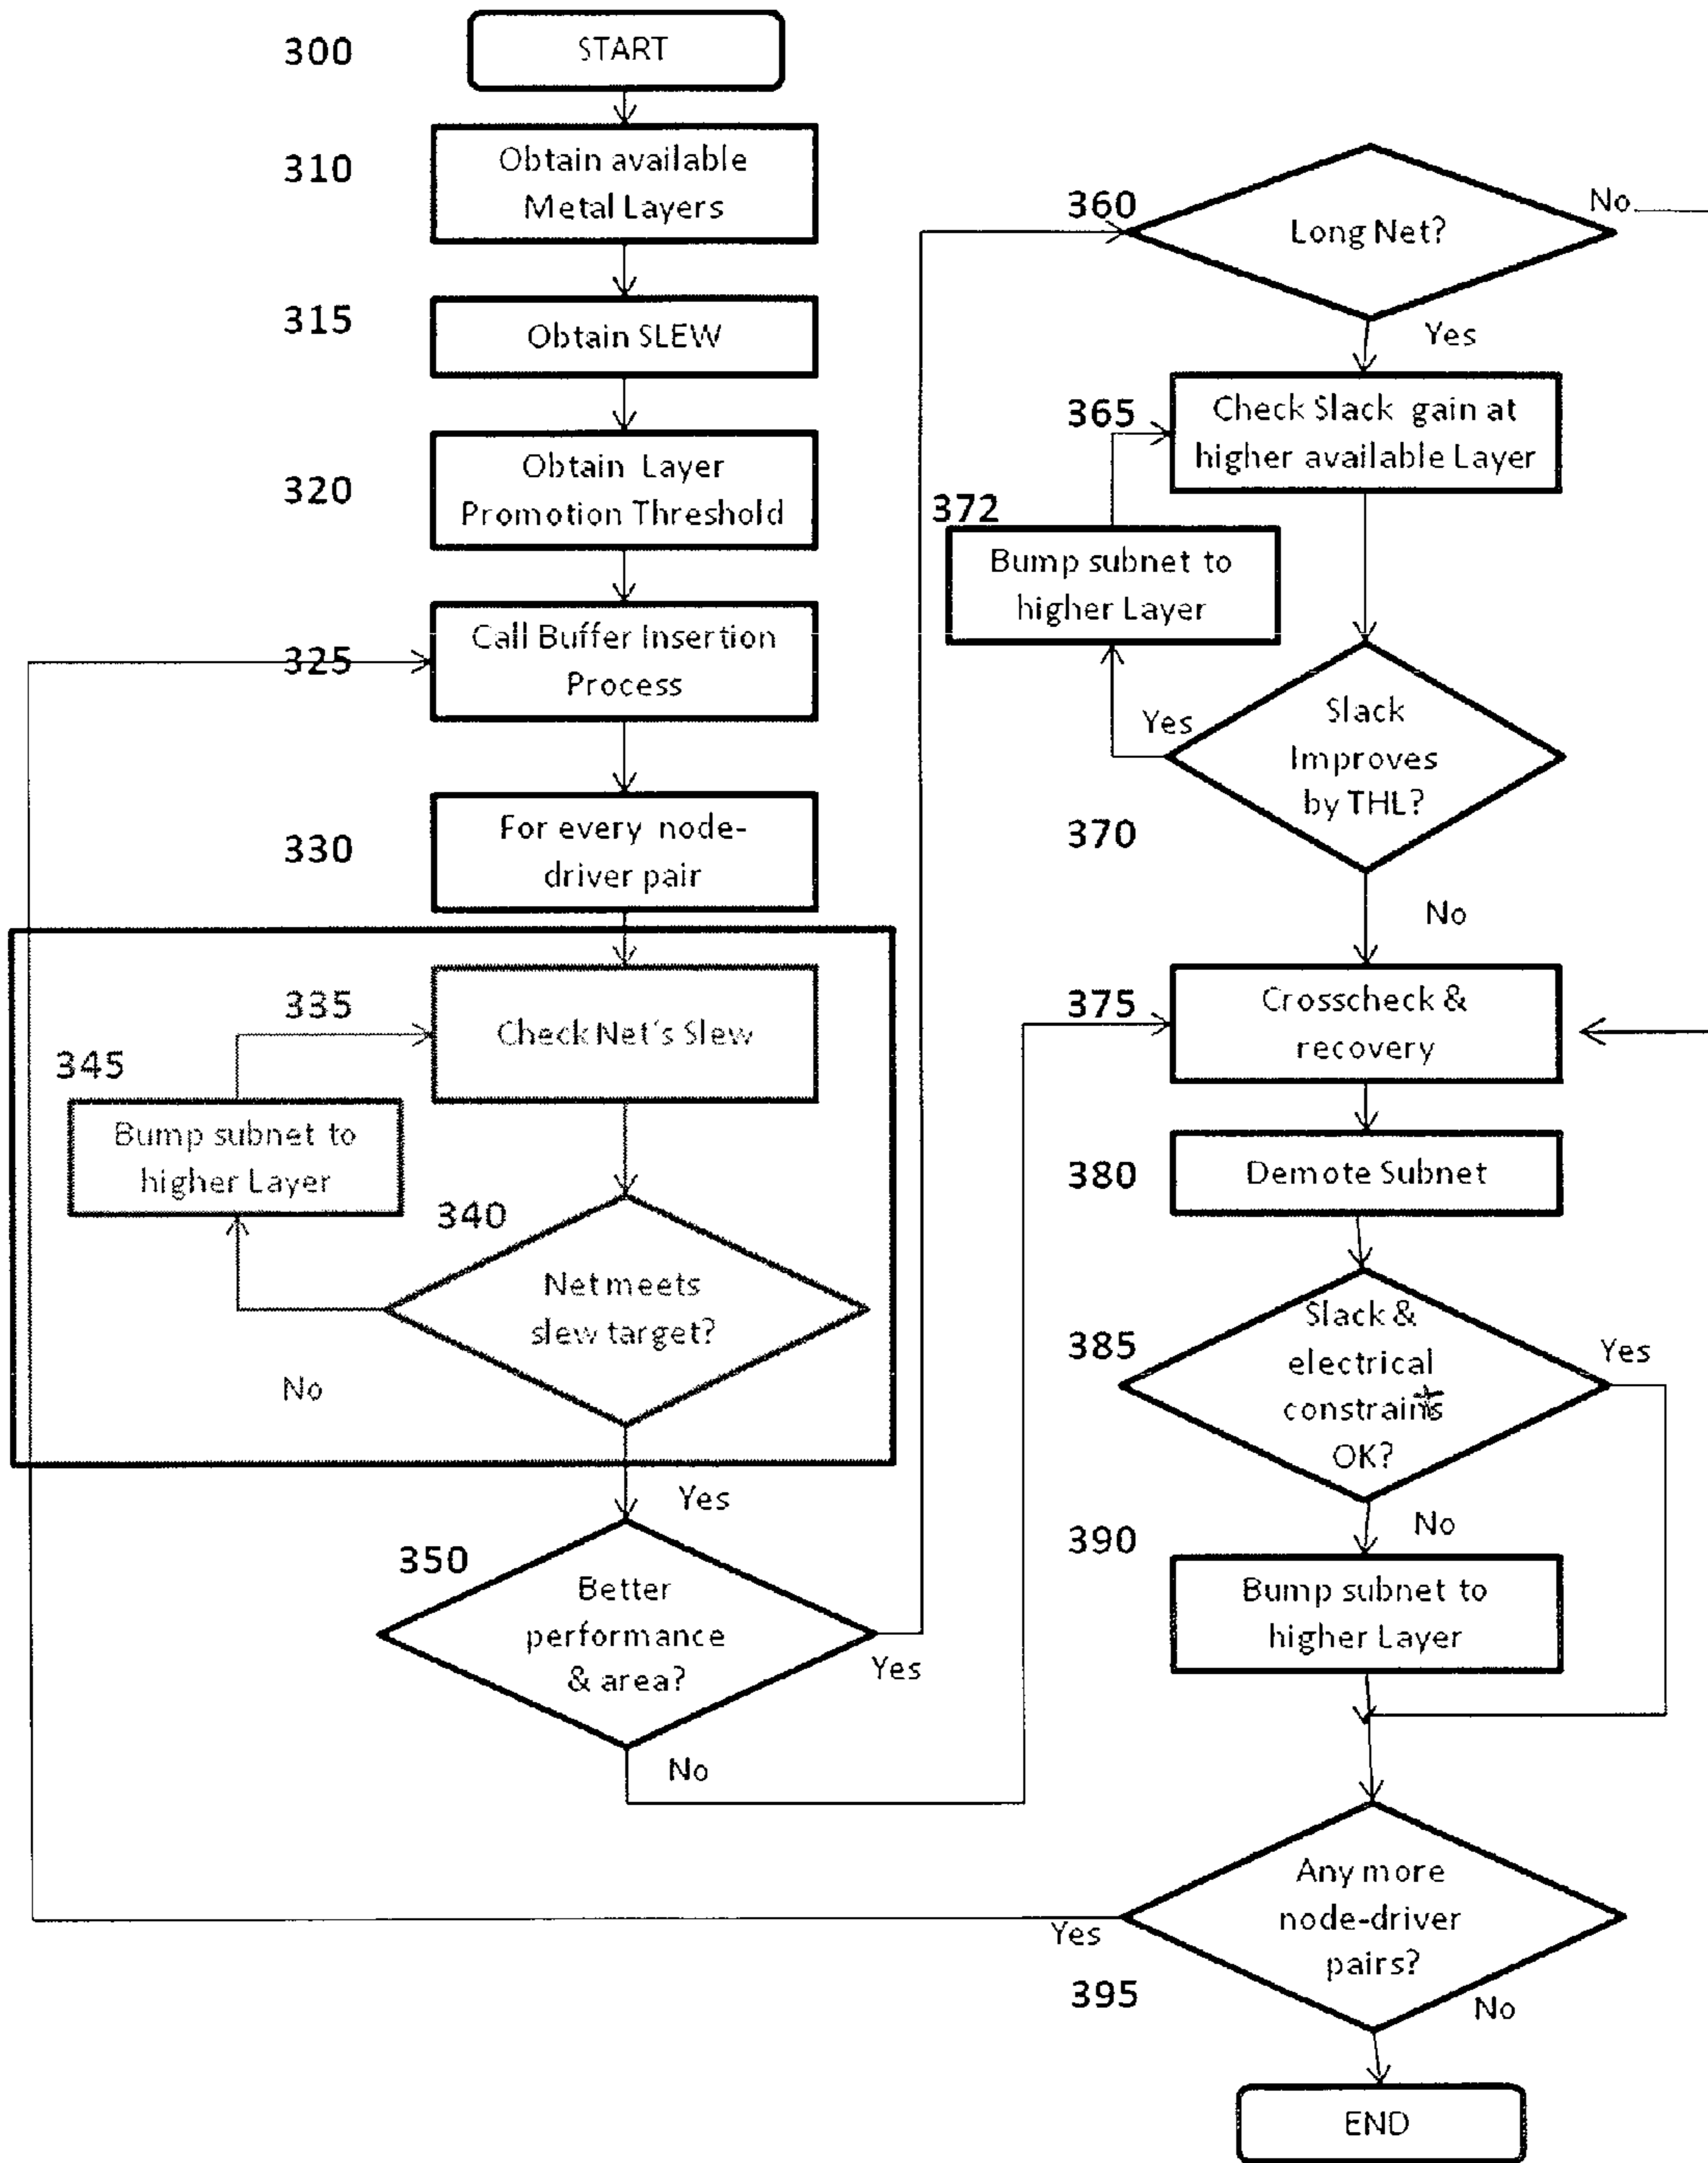 300
START
310
Obtain available
Metal Layers
315
Obtain SLEW
320
Obtain Layer
Promotion Threshold
325
Call Buffer Insertion
Process
330
For every node-
driver pair
335
Check Net's Slew
345
Bump subnet to
higher Layer
340
Net meets
slew target?
No
Yes
350
Better
performance
& area?
Yes
No
360
Long Net?
No
Yes
365
Check Slack gain at
higher available Layer
372
Bump subnet to
higher Layer
Yes
Slack
Improves
by THL?
370
No
375
Crosscheck &
recovery
380
Demote Subnet
385
Slack &
electrical
constraints
OK?
Yes
No
390
Bump subnet to
higher Layer
Any more
node-driver
pairs?
Yes
395
No
END